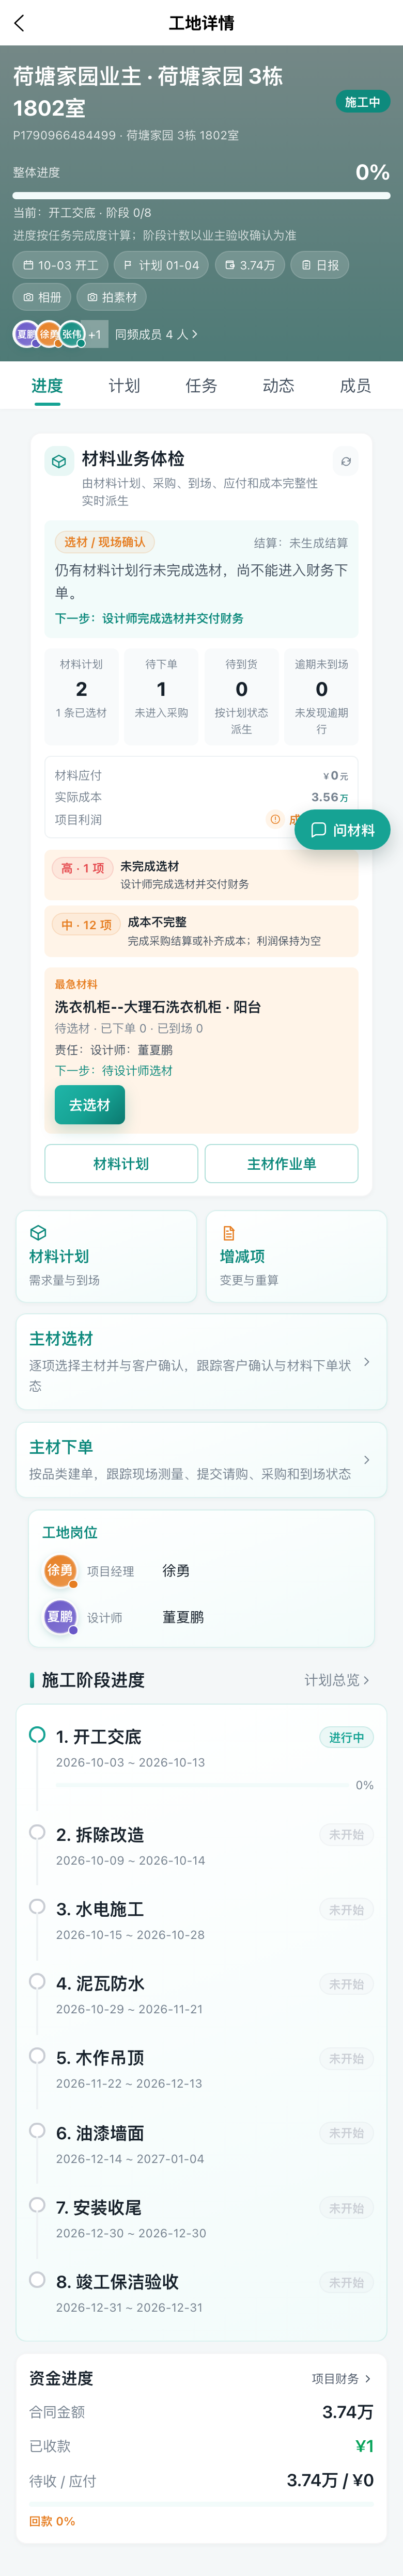 工地详情
荷塘家园业主 · 荷塘家园 3栋
1802室
施工中
P1790966484499 · 荷塘家园 3栋 1802室
整体进度
0%
当前：开工交底 · 阶段 0/8
进度按任务完成度计算；阶段计数以业主验收确认为准
10-03 开工
计划 01-04
3.74万
日报
相册
拍素材
夏鹏
徐勇
张伟
+1
同频成员 4 人
进度
计划
任务
动态
成员
材料业务体检
由材料计划、采购、到场、应付和成本完整性
实时派生
选材 / 现场确认
结算：未生成结算
仍有材料计划行未完成选材，尚不能进入财务下
单。
下一步：设计师完成选材并交付财务
材料计划
2
1 条已选材
待下单
1
未进入采购
待到货
0
按计划状态
派生
逾期未到场
0
未发现逾期
行
材料应付
¥0元
实际成本
3.56万
项目利润
问材料
高 · 1 项
未完成选材
设计师完成选材并交付财务
中 · 12 项
成本不完整
完成采购结算或补齐成本；利润保持为空
最急材料
洗衣机柜--大理石洗衣机柜 · 阳台
待选材 · 已下单 0 · 已到场 0
责任：设计师：董夏鹏
下一步：待设计师选材
去选材
材料计划
主材作业单
材料计划
需求量与到场
增减项
变更与重算
主材选材
逐项选择主材并与客户确认，跟踪客户确认与材料下单状
态
主材下单
按品类建单，跟踪现场测量、提交请购、采购和到场状态
工地岗位
徐勇
项目经理
徐勇
夏鹏
设计师
董夏鹏
施工阶段进度
计划总览
1. 开工交底
进行中
2026-10-03 ~ 2026-10-13
0%
2. 拆除改造
未开始
2026-10-09 ~ 2026-10-14
3. 水电施工
未开始
2026-10-15 ~ 2026-10-28
4. 泥瓦防水
未开始
2026-10-29 ~ 2026-11-21
5. 木作吊顶
未开始
2026-11-22 ~ 2026-12-13
6. 油漆墙面
未开始
2026-12-14 ~ 2027-01-04
7. 安装收尾
未开始
2026-12-30 ~ 2026-12-30
8. 竣工保洁验收
未开始
2026-12-31 ~ 2026-12-31
资金进度
项目财务
合同金额
3.74万
已收款
¥1
待收 / 应付
3.74万 / ¥0
回款 0%